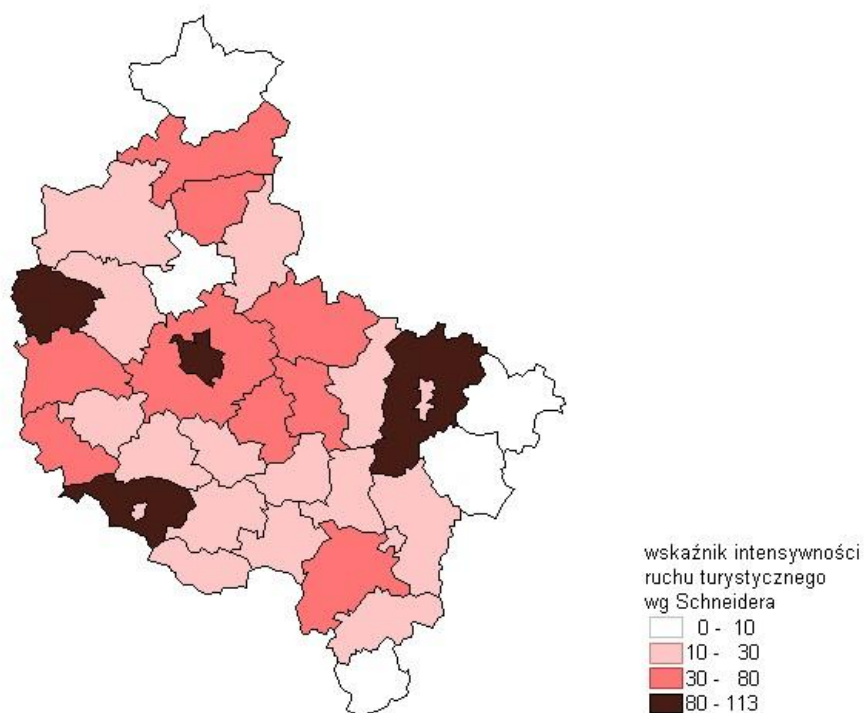 wskaźnik intensywności
ruchu turystycznego
wg Schneidera
0 - 10
10 - 30
30 - 80
80 - 113